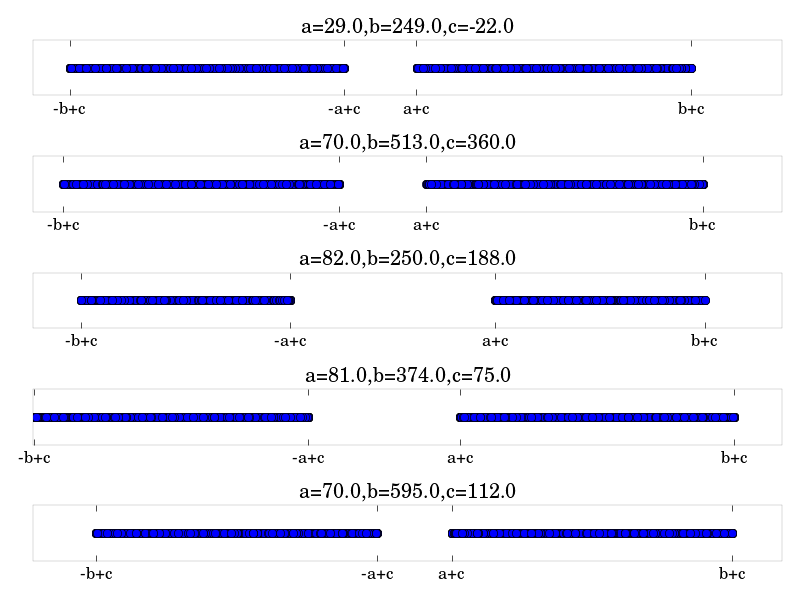 a=29.0,b=249.0,c=-22.0
-b+c -a+c a+c b+c
a=70.0,b=513.0,c=360.0
-b+c -a+c a+c b+c
a=82.0,b=250.0,c=188.0
-b+c -a+c a+c b+c
a=81.0,b=374.0,c=75.0
-b+c -a+c a+c b+c
a=70.0,b=595.0,c=112.0
-b+c -a+c a+c b+c